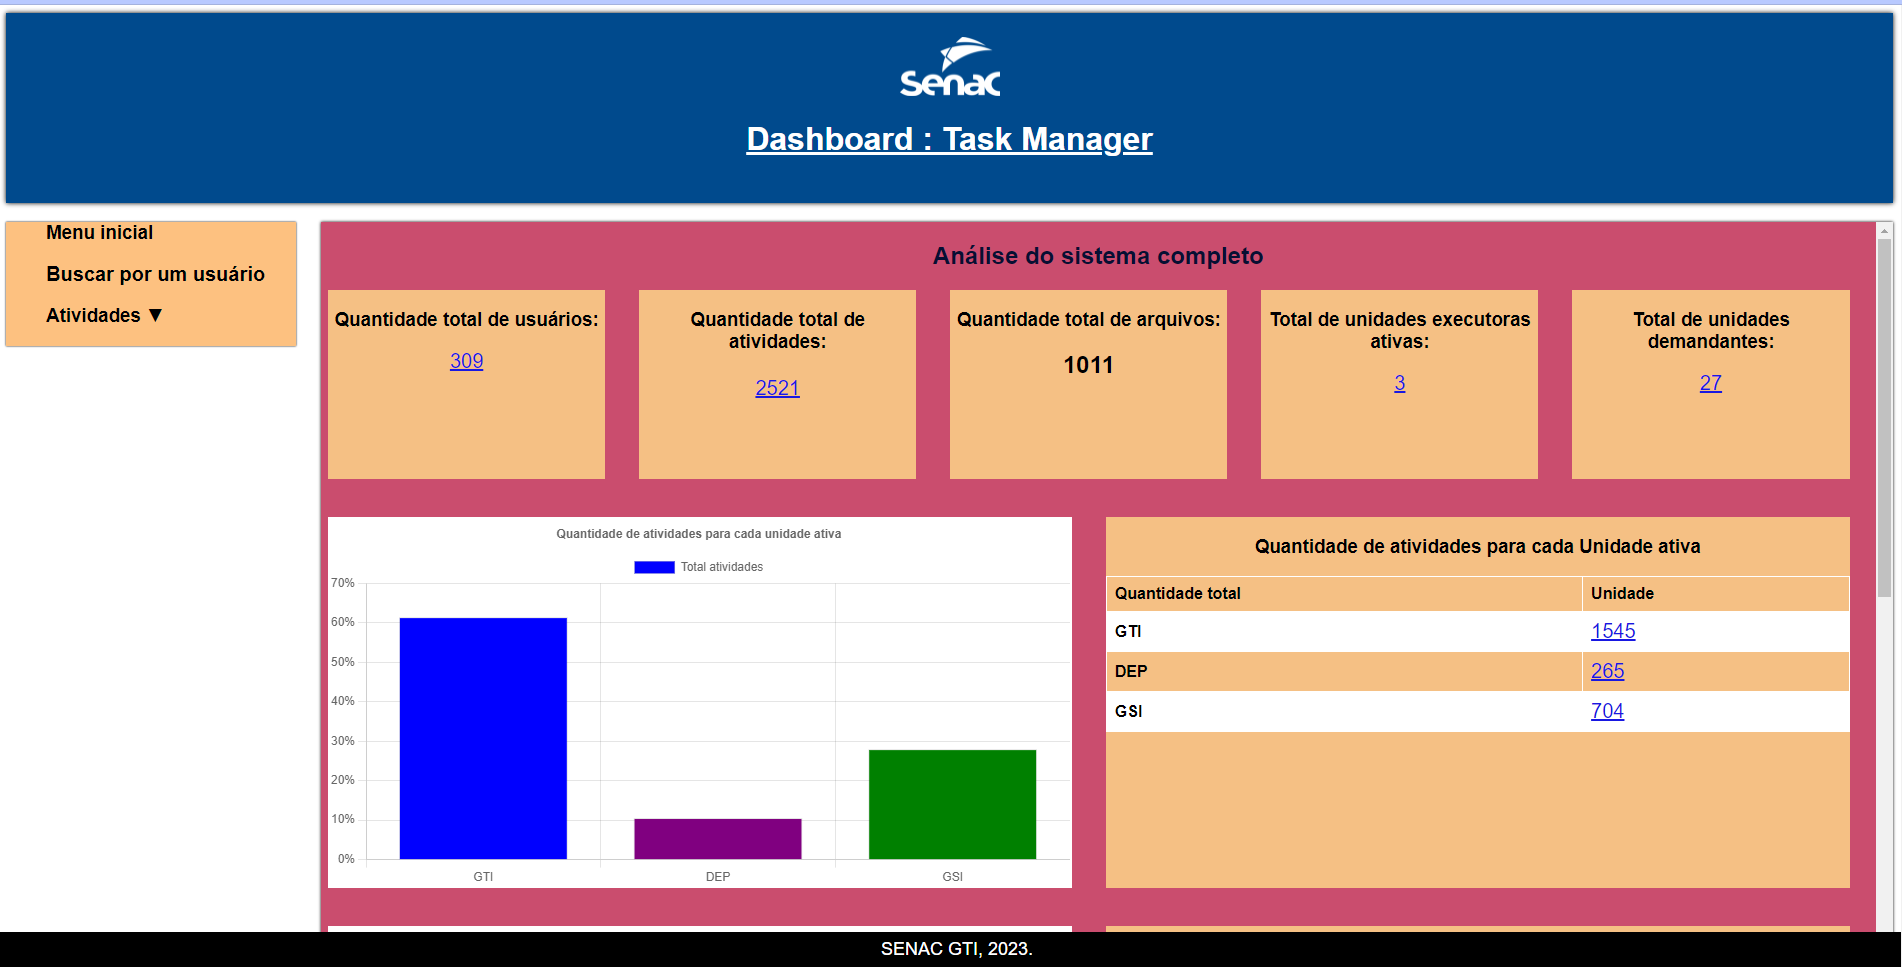 senac
Dashboard : Task Manager
Menu inicial
Buscar por um usuário
Atividades ▼
Análise do sistema completo
Quantidade total de usuários:
309
Quantidade total de
atividades:
2521
Quantidade total de arquivos:
1011
Total de unidades executoras
ativas:
3
Total de unidades
demandantes:
27
Quantidade de atividades para cada unidade ativa
Total atividades
70%
60%
50%
40%
30%
20%
10%
0%
GTI DEP GSI
Quantidade de atividades para cada Unidade ativa
Quantidade total Unidade
GTI 1545
DEP 265
GSI 704
SENAC GTI, 2023.